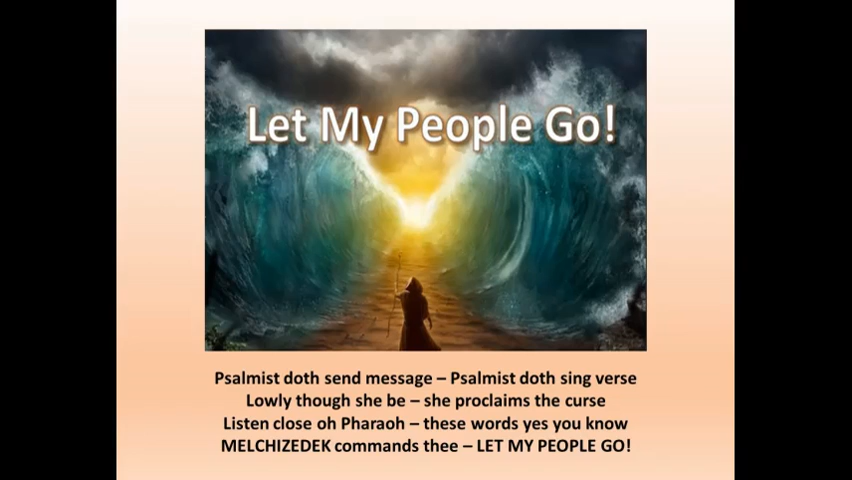 Let My People Go!
Psalmist doth send message – Psalmist doth sing verse
Lowly though she be – she proclaims the curse
Listen close oh Pharaoh – these words yes you know
MELCHIZEDEK commands thee – LET MY PEOPLE GO!